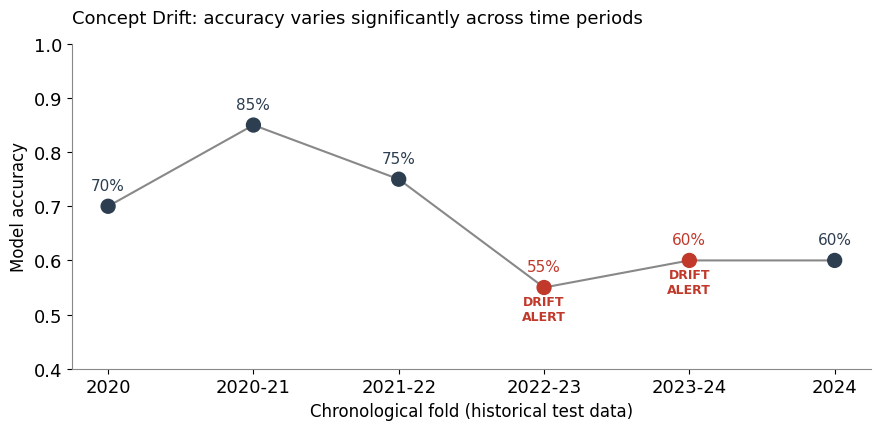 Concept Drift: accuracy varies significantly across time periods
1.0
0.9
0.8
0.7
0.6
0.5
0.4
Model accuracy
70%
85%
75%
55%
DRIFT
ALERT
60%
DRIFT
ALERT
60%
2020
2020-21
2021-22
2022-23
2023-24
2024
Chronological fold (historical test data)